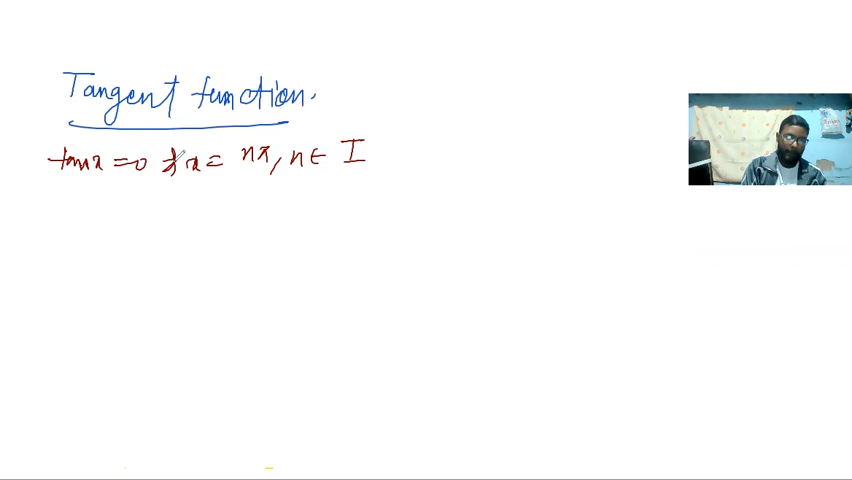 Tangent function.
tanx = 0 x = nπ, n ∈ I